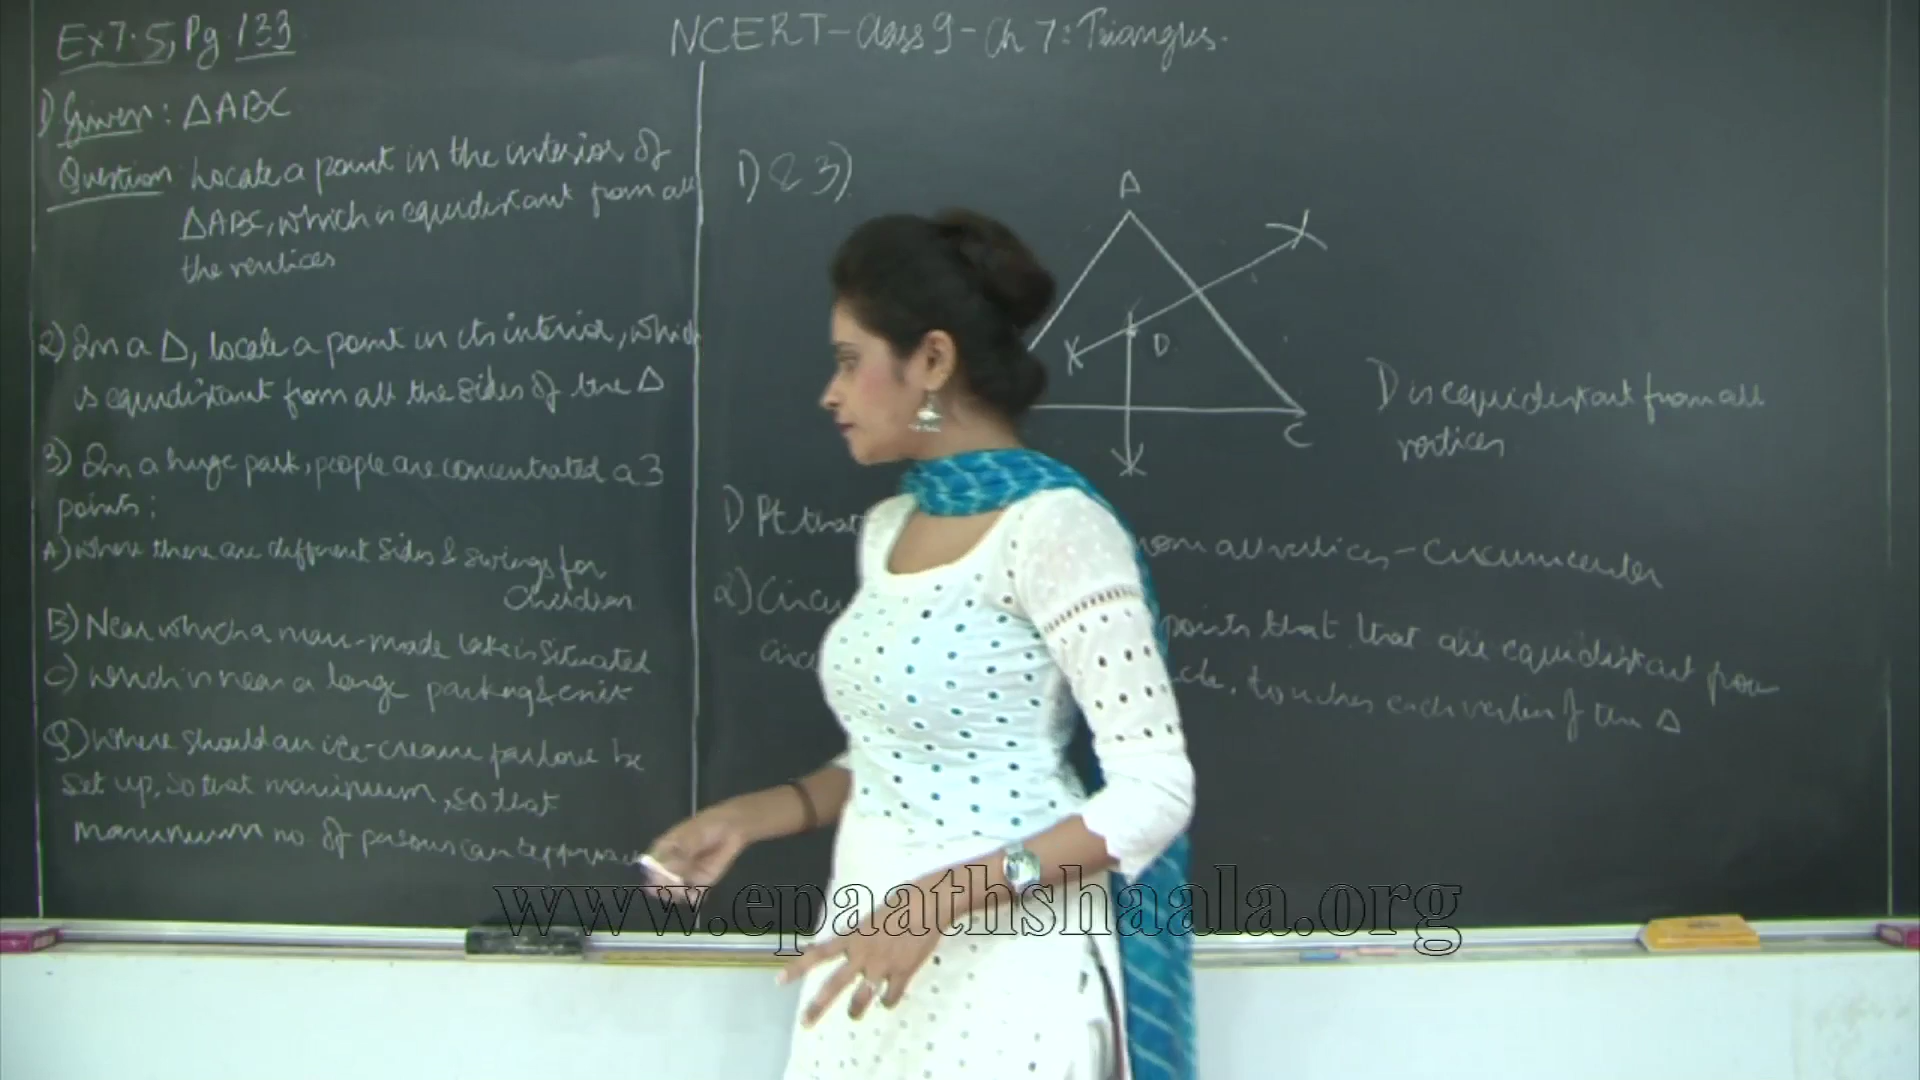 Ex 7.5, Pg 133
NCERT - Class 9 - Ch 7: Triangles.
1) Given: ΔABC
Question: Locate a point in the interior of
ΔABC, which is equidistant from all
the vertices
2) In a Δ, locate a point in its interior, which
is equidistant from all the sides of the Δ
3) In a huge park, people are concentrated a 3
points:
A) where there are different Sides & swings for
Children
B) Near which a man-made lake is situated
C) which is near a large parking & exit
Q) Where should an ice-cream parlour be
set up, so that maximum, so that
maximum no. of persons can
1) & 3)
A
D
C
D is equidistant from all
vertices
1) Pt that from all vertices - Circumcenter
2) Circu points that that are equidistant from
circu touches each vertex of the Δ
www.epaathshaala.org